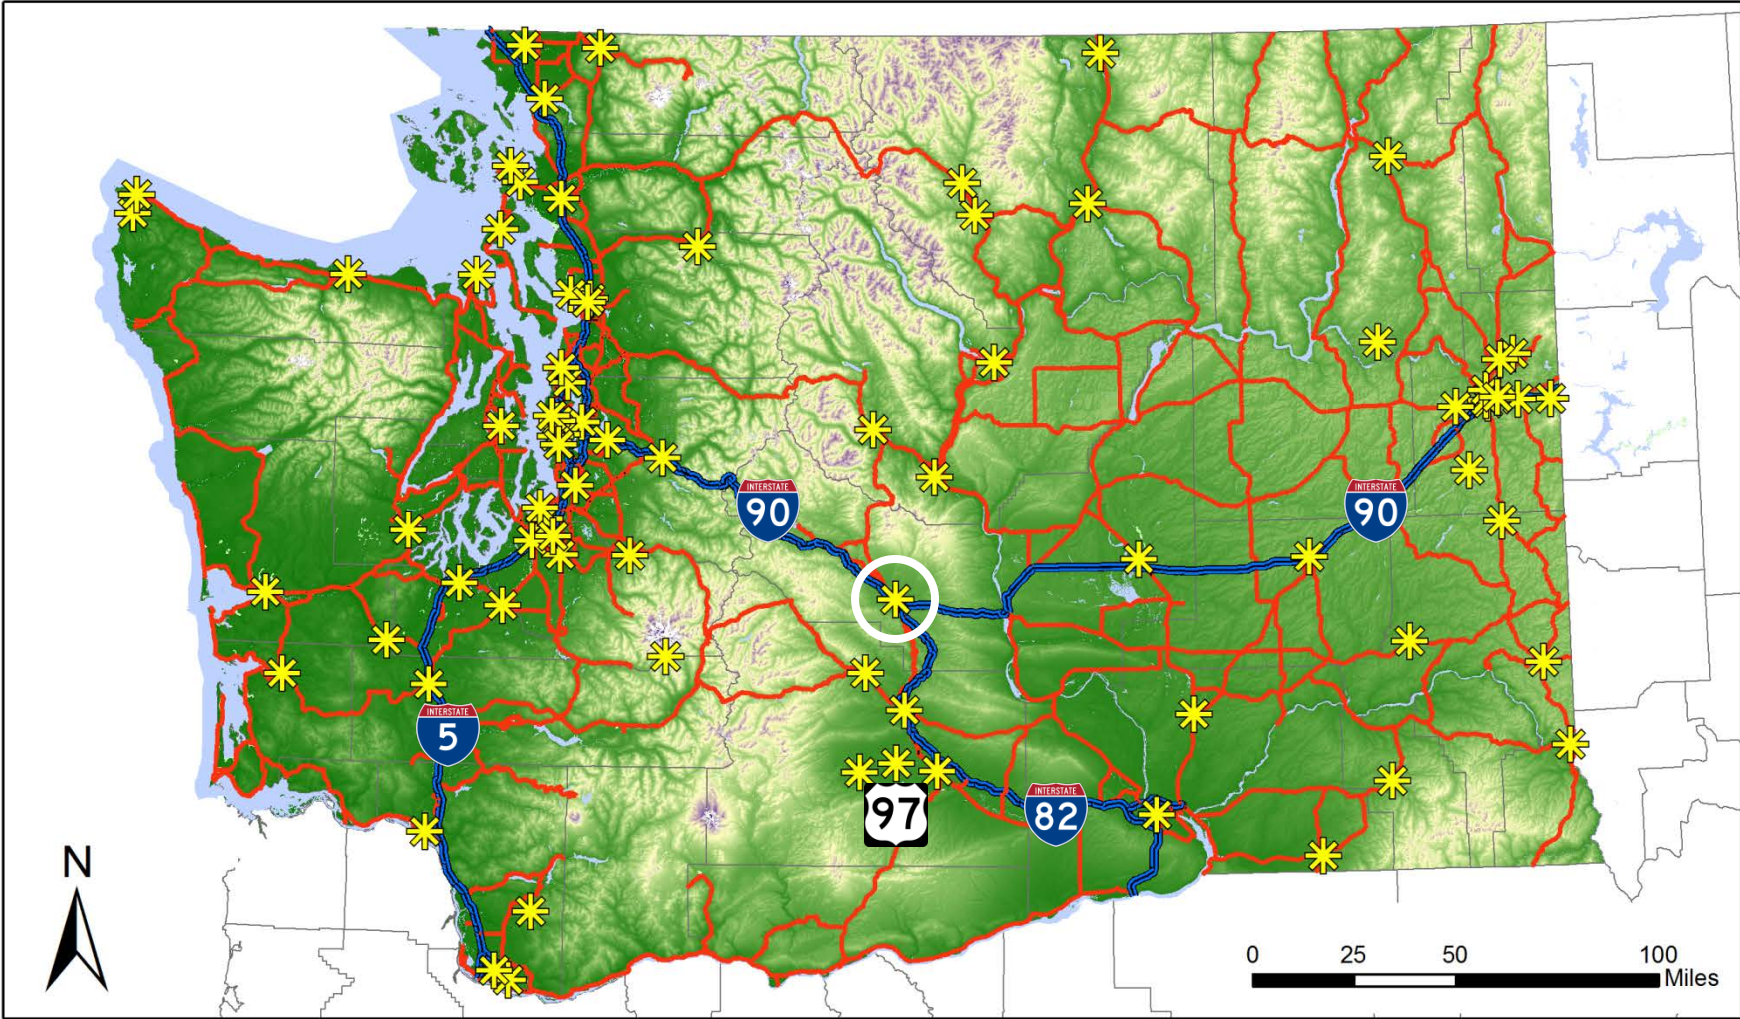 INTERSTATE
90
INTERSTATE
90
INTERSTATE
5
97
INTERSTATE
82
N
0 25 50 100
Miles